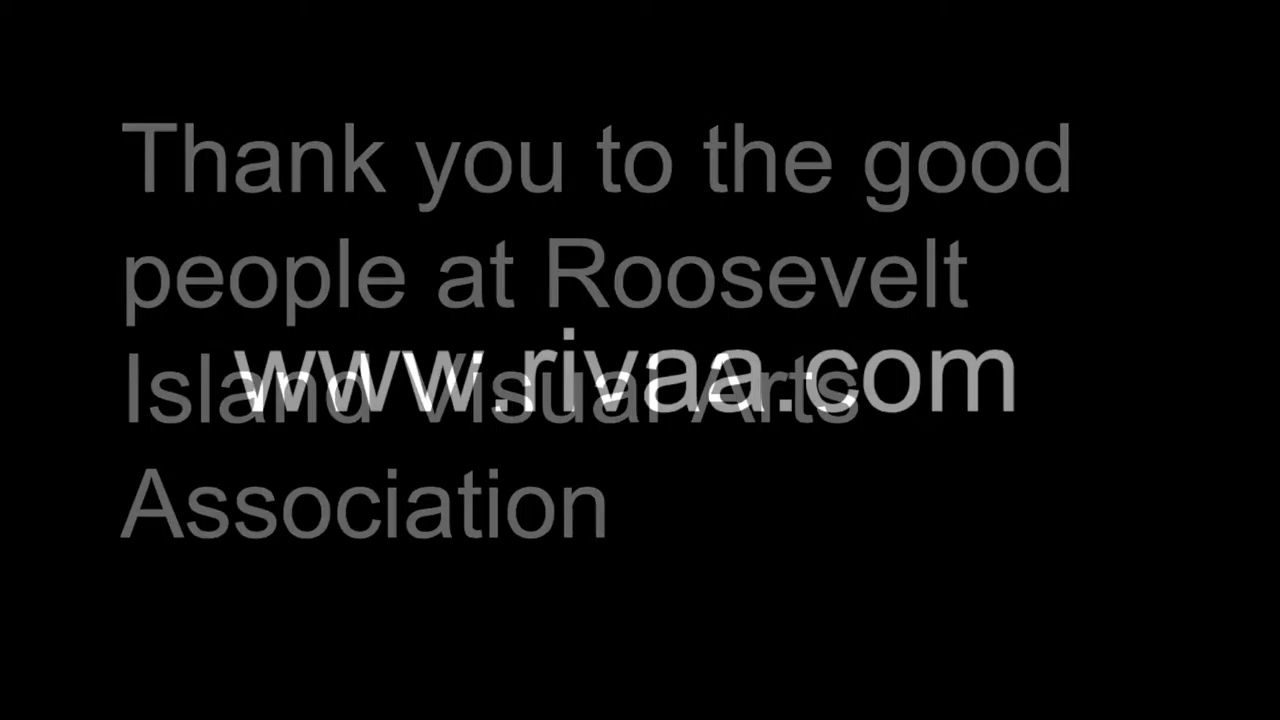 Thank you to the good
people at Roosevelt
Island Visual Arts
www.rivaa.com
Association